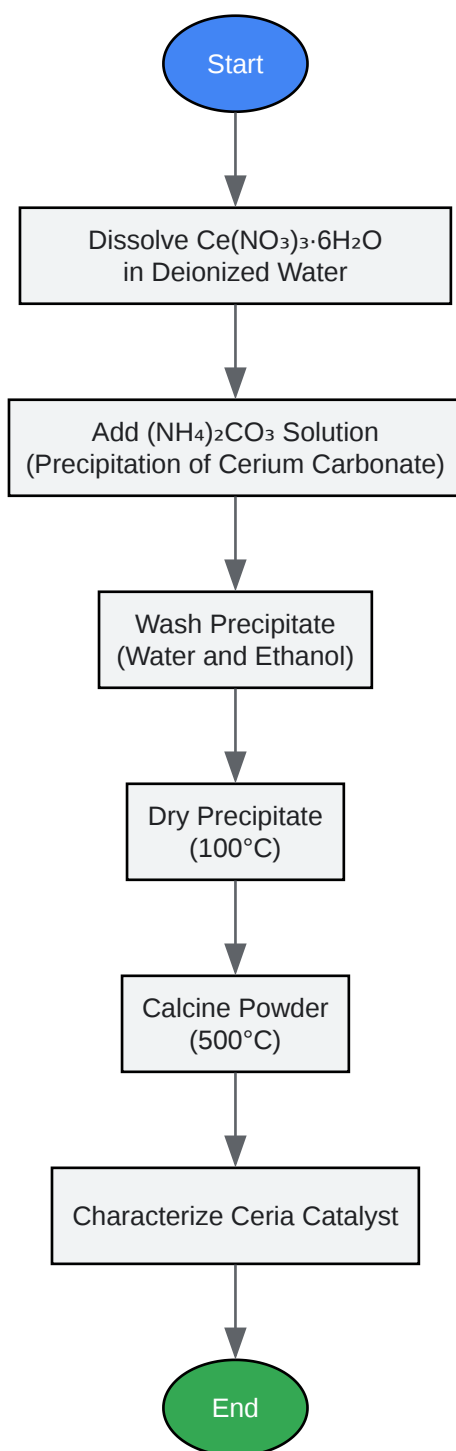 Start
Dissolve Ce(NO₃)₃·6H₂O
in Deionized Water
Add (NH₄)₂CO₃ Solution
(Precipitation of Cerium Carbonate)
Wash Precipitate
(Water and Ethanol)
Dry Precipitate
(100°C)
Calcine Powder
(500°C)
Characterize Ceria Catalyst
End